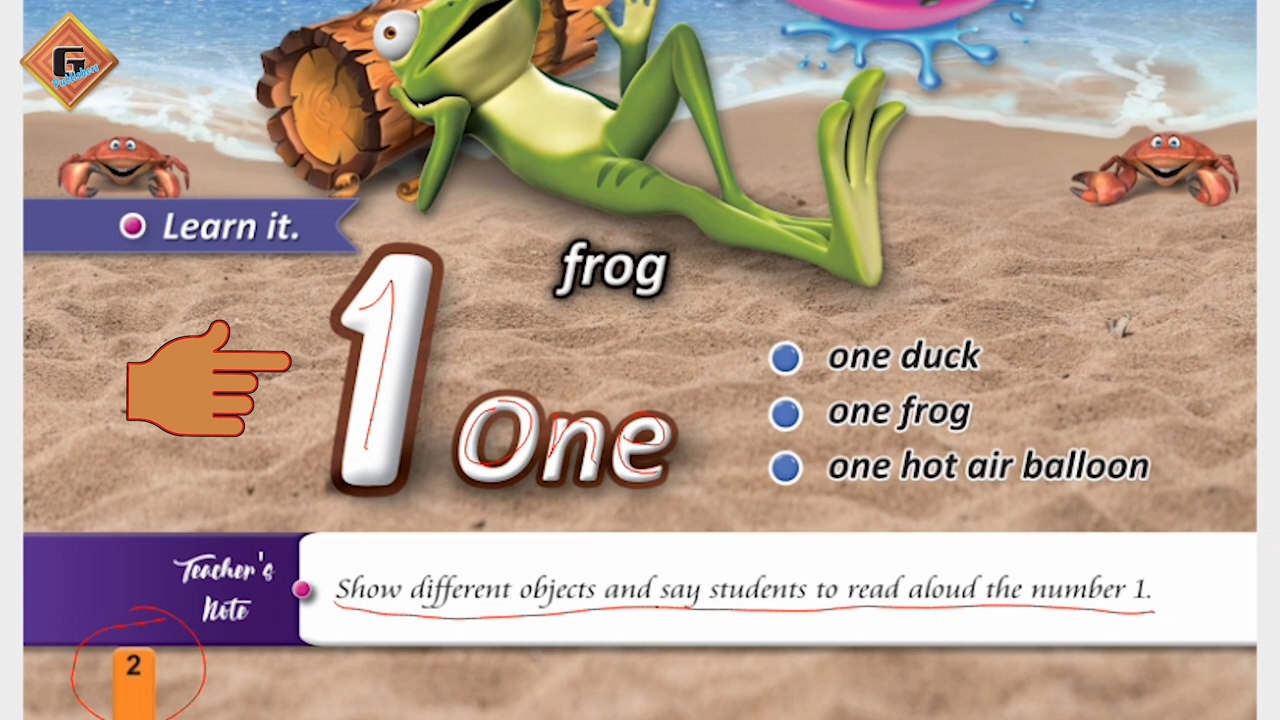 G
Publishers
Learn it.
frog
1 One
one duck
one frog
one hot air balloon
Teacher's
Note
Show different objects and say students to read aloud the number 1.
2